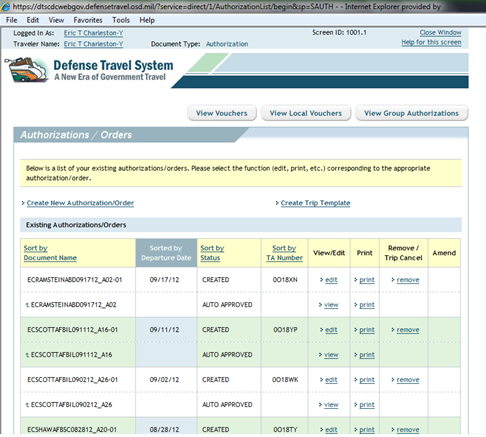 https://dtscdcwebgov.defensetravel.osd.mil/?service=direct/1/AuthorizationList/begin&sp=SAUTH - - Internet Explorer provided by
File View Favorites Tools Help
Logged In As: Eric T Charleston-Y Screen ID: 1001.1 Close Window
Traveler Name: Eric T Charleston-Y Document Type: Authorization Help for this screen
Defense Travel System
A New Era of Government Travel
View Vouchers View Local Vouchers View Group Authorizations
Authorizations / Orders
Below is a list of your existing authorizations/orders. Please select the function (edit, print, etc.) corresponding to the appropriate
authorization/order.
Create New Authorization/Order Create Trip Template
Existing Authorizations/Orders
Sort by Sorted by Sort by Sort by View/Edit Print Remove / Amend
Document Name Departure Date Status TA Number Trip Cancel
ECRAMSTEINABD091712_A02-01 09/17/12 CREATED 0O18XN > edit > print > remove
ECRAMSTEINABD091712_A02 AUTO APPROVED > view > print
ECSCOTTAFBIL091112_A16-01 09/11/12 CREATED 0O18YP > edit > print > remove
ECSCOTTAFBIL091112_A16 AUTO APPROVED > view > print
ECSCOTTAFBIL090212_A26-01 09/02/12 CREATED 0O18WK > edit > print > remove
ECSCOTTAFBIL090212_A26 AUTO APPROVED > view > print
ECSHAWAFBSC082812_A20-01 08/28/12 CREATED 0O18TY > edit > print > remove